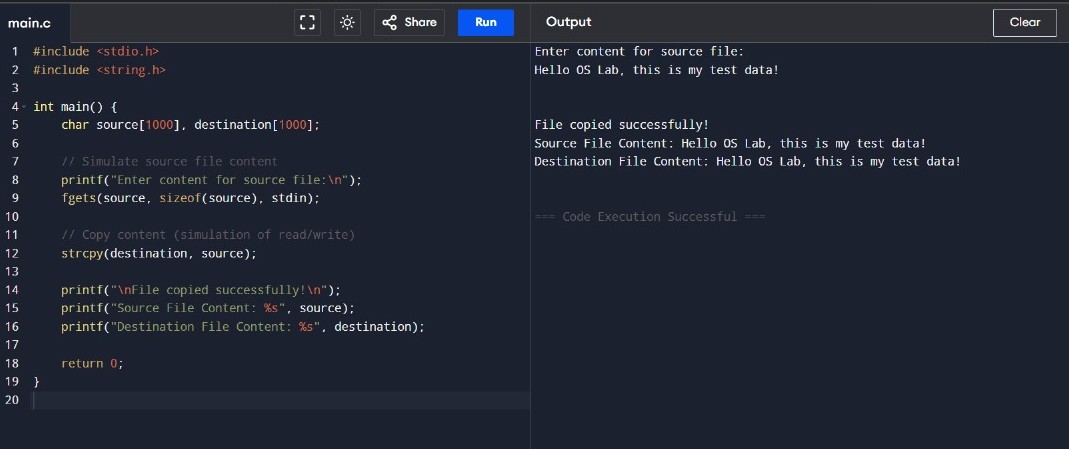 main.c
Share
Run
Output
Clear
1 #include <stdio.h>
2 #include <string.h>
3
4 int main() {
5     char source[1000], destination[1000];
6
7     // Simulate source file content
8     printf("Enter content for source file:\n");
9     fgets(source, sizeof(source), stdin);
10
11     // Copy content (simulation of read/write)
12     strcpy(destination, source);
13
14     printf("\nFile copied successfully!\n");
15     printf("Source File Content: %s", source);
16     printf("Destination File Content: %s", destination);
17
18     return 0;
19 }
20
Enter content for source file:
Hello OS Lab, this is my test data!
File copied successfully!
Source File Content: Hello OS Lab, this is my test data!
Destination File Content: Hello OS Lab, this is my test data!
=== Code Execution Successful ===